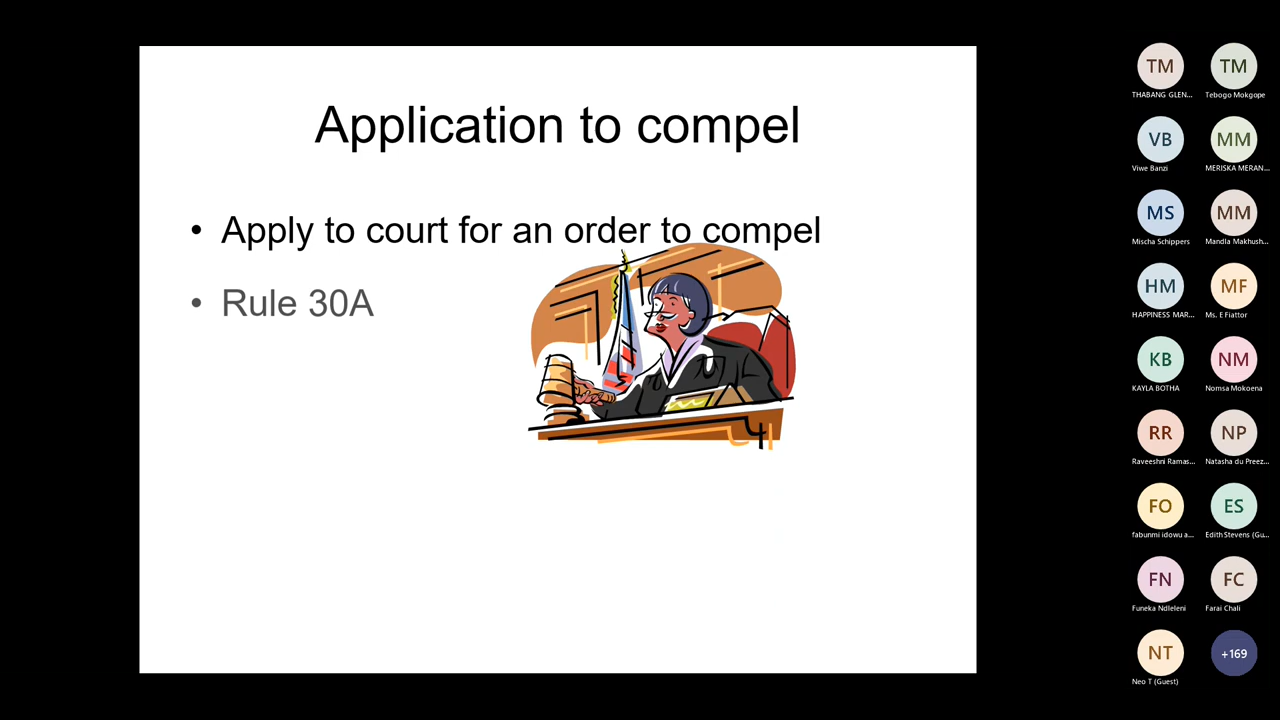 Application to compel
• Apply to court for an order to compel
• Rule 30A
TM
TM
THABANG GLEN...
Tebogo Mokgope
VB
MM
Viwe Banzi
MERISKA MERAN...
MS
MM
Mischa Schippers
Mandla Makhush...
HM
MF
HAPPINESS MAR...
Ms. E Fiattor
KB
NM
KAYLA BOTHA
Nomsa Mokoena
RR
NP
Raveeshni Ramas...
Natasha du Preez...
FO
ES
fabunmi idowu a...
Edith Stevens (Gu...
FN
FC
Funeka Ndleleni
Farai Chali
NT
+169
Neo T (Guest)